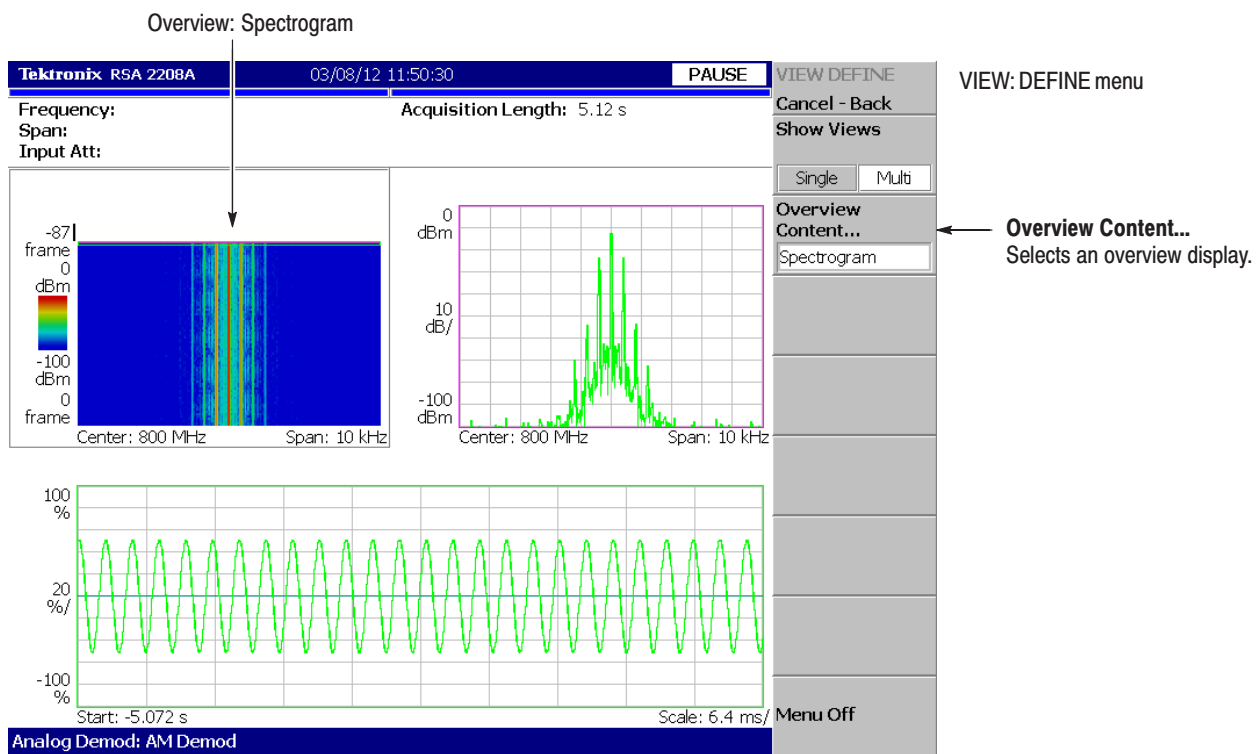 Overview: Spectrogram
Tektronix RSA 2208A 03/08/12 11:50:30 PAUSE
VIEW DEFINE
VIEW: DEFINE menu
Cancel - Back
Frequency:
Acquisition Length: 5.12 s
Span:
Input Att:
Show Views
Single Multi
Overview
Content...
Spectrogram
Overview Content...
Selects an overview display.
-87
frame
0
dBm
-100
dBm
0
frame
Center: 800 MHz Span: 10 kHz
0
dBm
10
dB/
-100
dBm
Center: 800 MHz Span: 10 kHz
100
%
20
%/
-100
%
Start: -5.072 s Scale: 6.4 ms/
Menu Off
Analog Demod: AM Demod